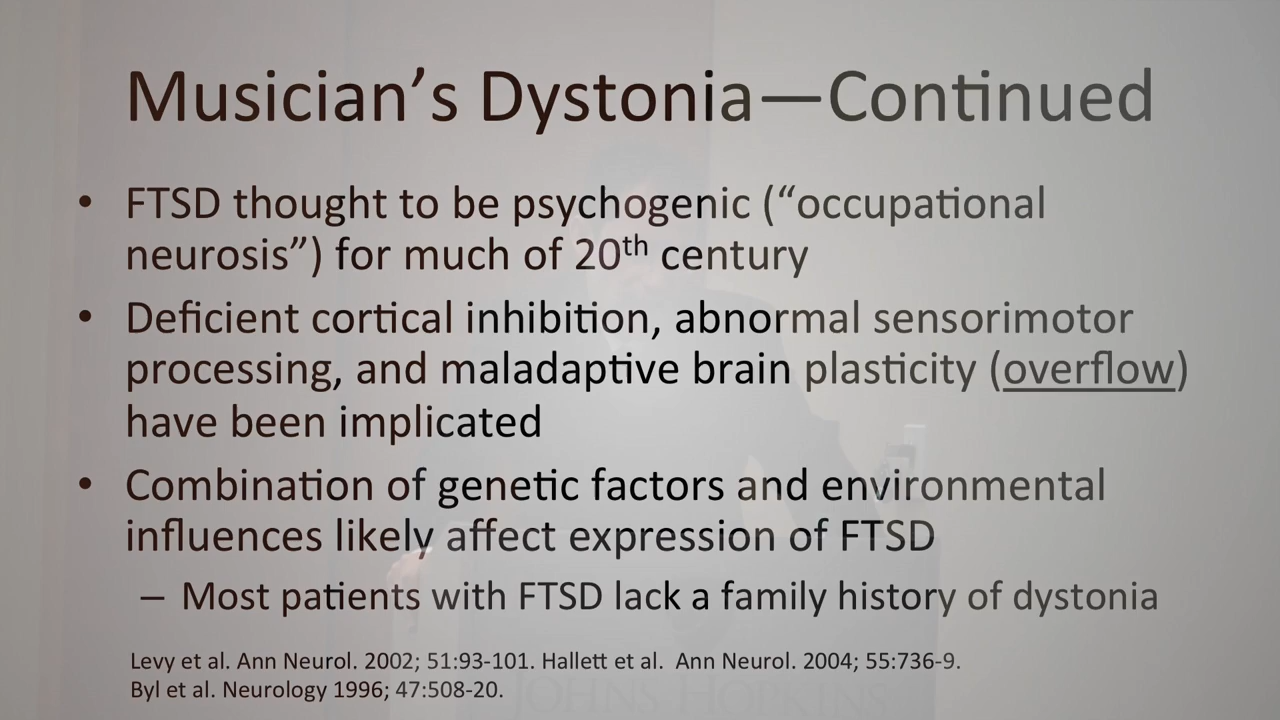 Musician’s Dystonia—Continued
• FTSD thought to be psychogenic (“occupational
neurosis”) for much of 20th century
• Deficient cortical inhibition, abnormal sensorimotor
processing, and maladaptive brain plasticity (overflow)
have been implicated
• Combination of genetic factors and environmental
influences likely affect expression of FTSD
– Most patients with FTSD lack a family history of dystonia
Levy et al. Ann Neurol. 2002; 51:93-101. Hallett et al. Ann Neurol. 2004; 55:736-9.
Byl et al. Neurology 1996; 47:508-20.
JOHNS HOPKINS